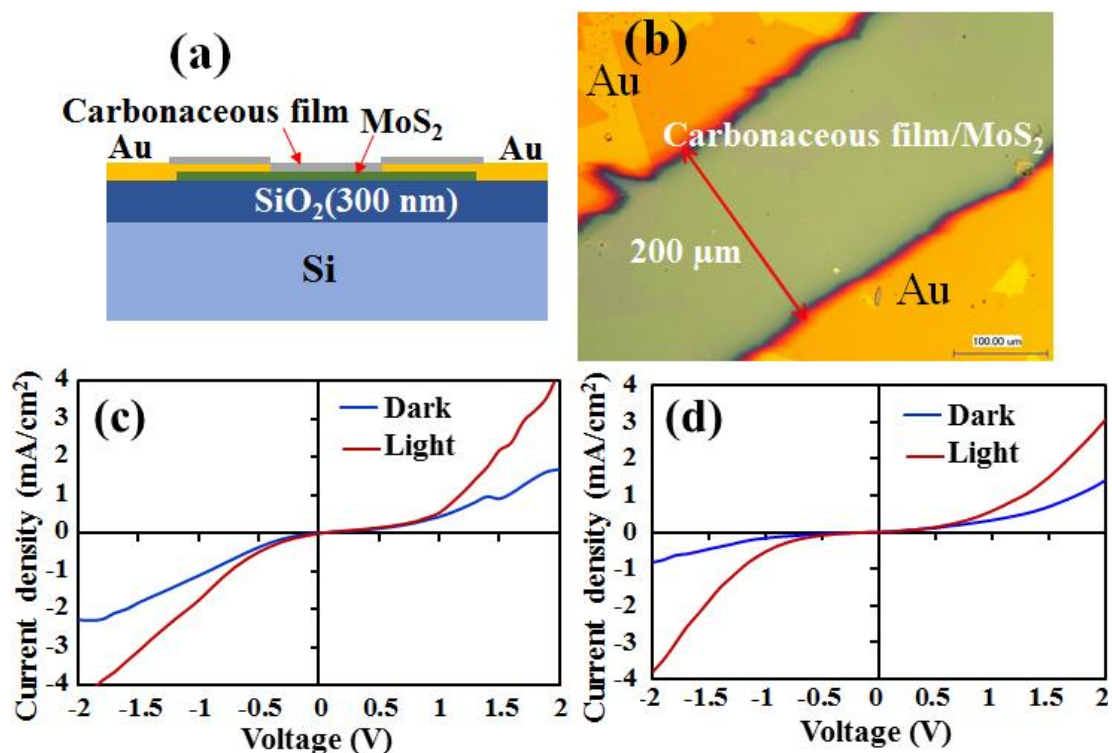 (a)
Carbonaceous film
MoS₂
Au
Au
SiO₂(300 nm)
Si
(b)
Au
Carbonaceous film/MoS₂
200 μm
Au
100.00 um
(c)
Dark
Light
Current density (mA/cm²)
4
3
2
1
0
-1
-2
-3
-4
-2
-1.5
-1
-0.5
0
0.5
1
1.5
2
Voltage (V)
(d)
Dark
Light
Current density (mA/cm²)
4
3
2
1
0
-1
-2
-3
-4
-2
-1.5
-1
-0.5
0
0.5
1
1.5
2
Voltage (V)